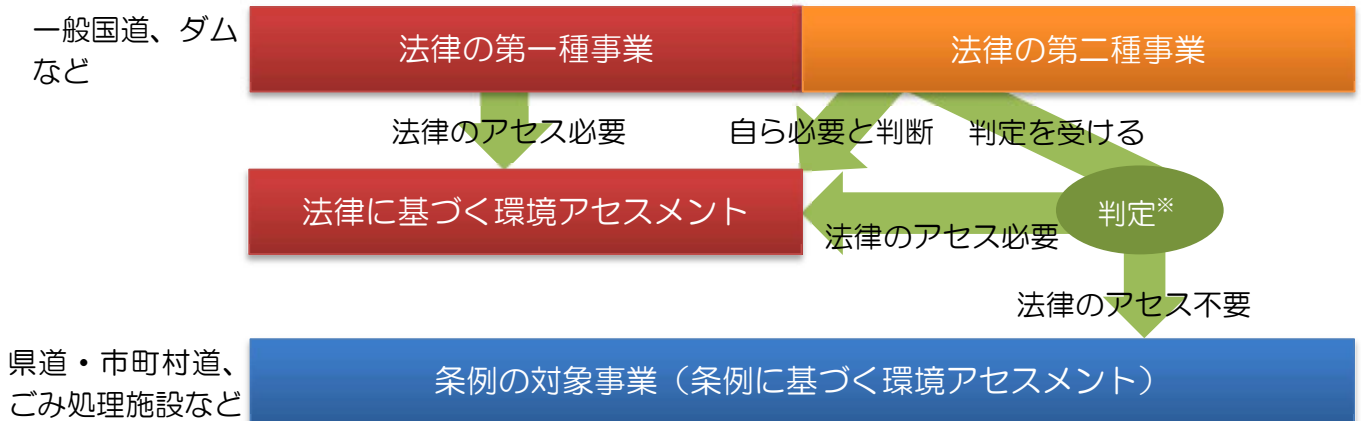 一般国道、ダム
など
法律の第一種事業
法律の第二種事業
法律のアセス必要
自ら必要と判断
判定を受ける
法律に基づく環境アセスメント
判定※
法律のアセス必要
法律のアセス不要
県道・市町村道、
ごみ処理施設など
条例の対象事業（条例に基づく環境アセスメント）